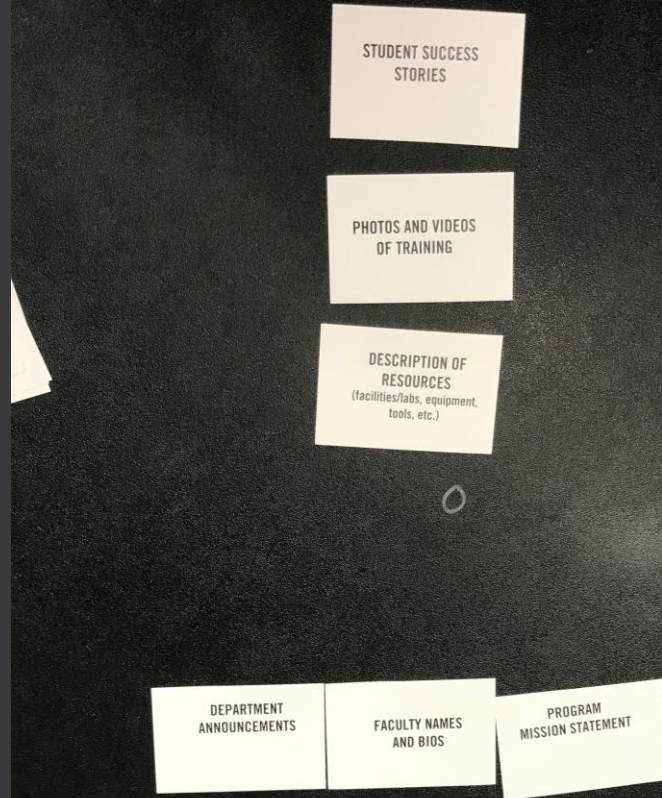 STUDENT SUCCESS
STORIES
PHOTOS AND VIDEOS
OF TRAINING
DESCRIPTION OF
RESOURCES
(facilities/labs, equipment,
tools, etc.)
DEPARTMENT
ANNOUNCEMENTS
FACULTY NAMES
AND BIOS
PROGRAM
MISSION STATEMENT